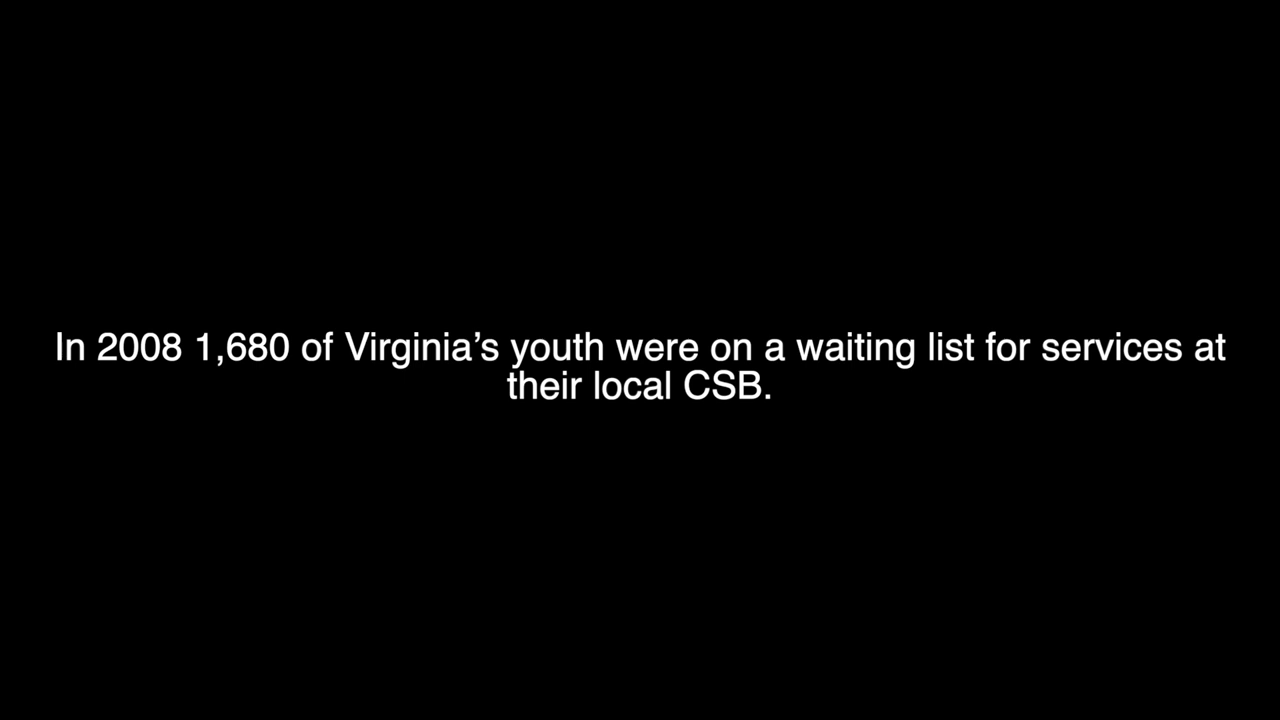 In 2008 1,680 of Virginia’s youth were on a waiting list for services at
their local CSB.